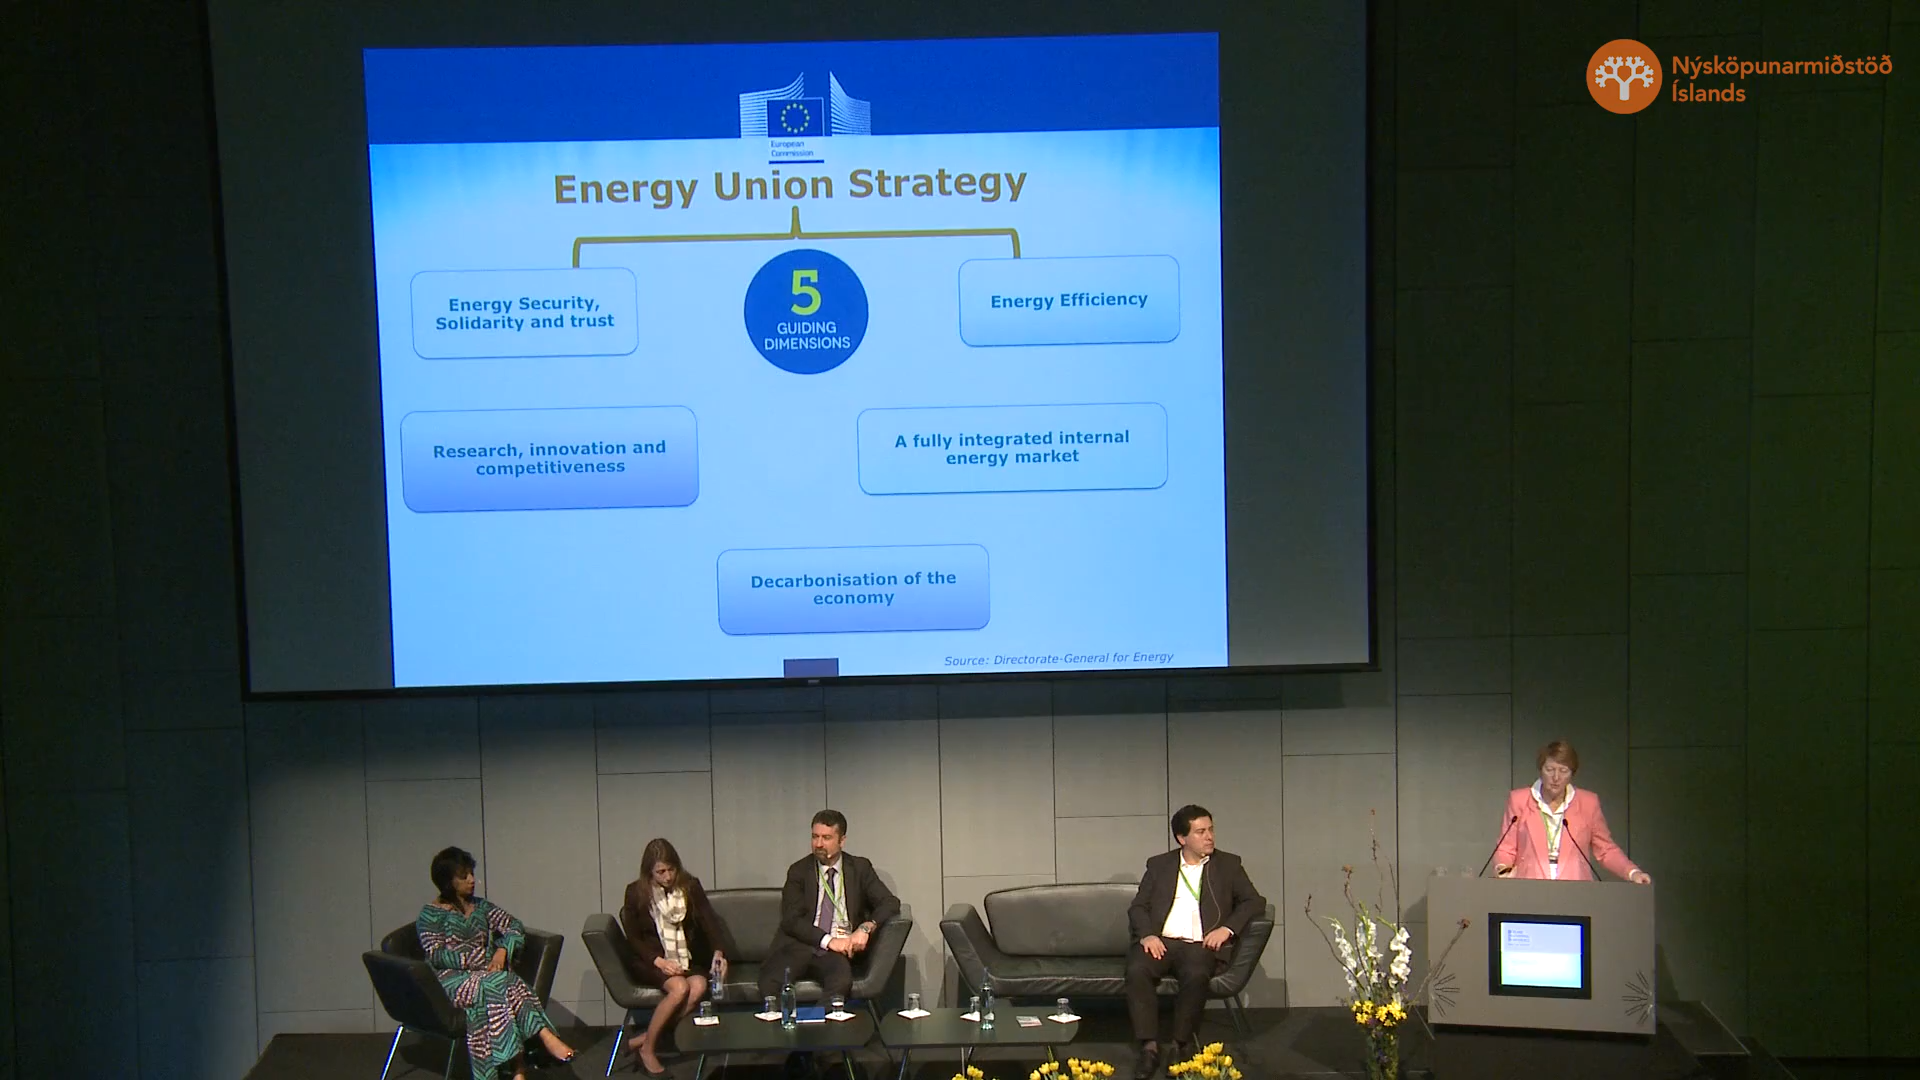 Nýsköpunarmiðstöð
Íslands
European
Commission
Energy Union Strategy
5
GUIDING
DIMENSIONS
Energy Security,
Solidarity and trust
Energy Efficiency
Research, innovation and
competitiveness
A fully integrated internal
energy market
Decarbonisation of the
economy
Source: Directorate-General for Energy